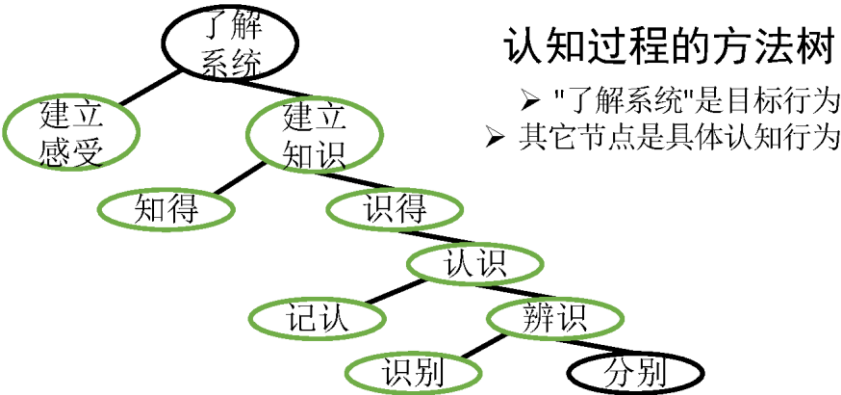 了解
系统
认知过程的方法树
➢ "了解系统"是目标行为
➢ 其它节点是具体认知行为
建立
感受
建立
知识
知得
识得
认识
记认
辨识
识别
分别